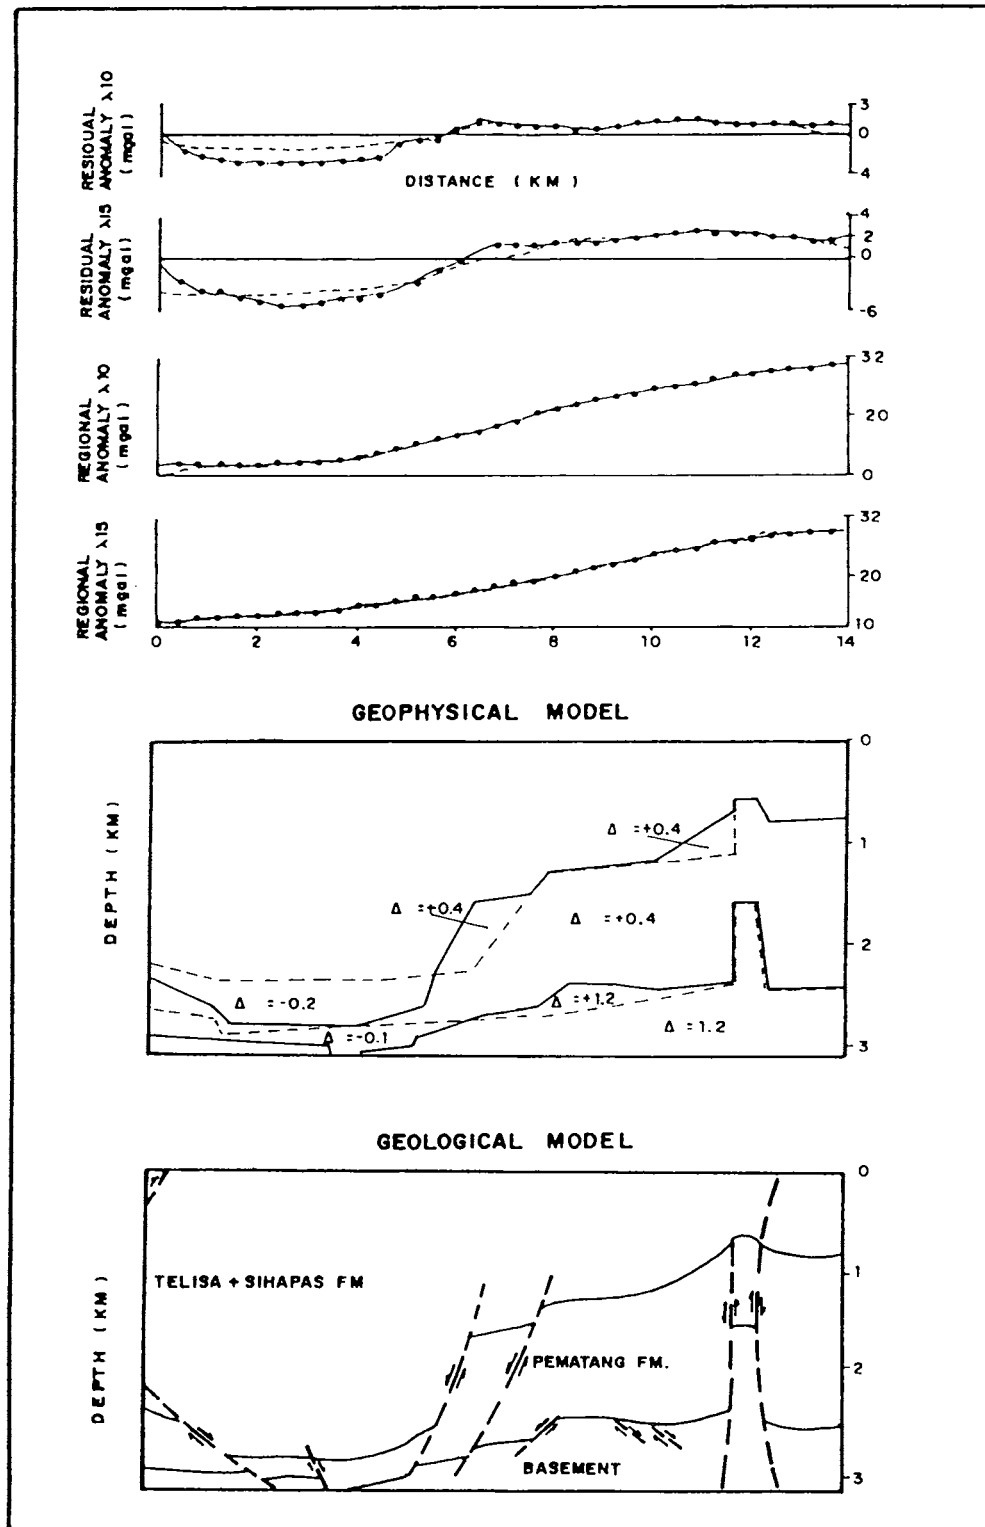 RESIDUAL
ANOMALY λ10
(mgal)
3
0
4
DISTANCE (KM)
RESIDUAL
ANOMALY λ15
(mgal)
4
2
0
-6
REGIONAL
ANOMALY λ10
(mgal)
32
20
0
REGIONAL
ANOMALY λ15
(mgal)
32
20
10
0 2 4 6 8 10 12 14
GEOPHYSICAL MODEL
DEPTH (KM)
0
1
2
3
Δ =+0.4
Δ =+0.4
Δ =+0.4
Δ =-0.2
Δ =+1.2
Δ =-0.1
Δ =1.2
GEOLOGICAL MODEL
DEPTH (KM)
0
1
2
3
TELISA + SIHAPAS FM
PEMATANG FM.
BASEMENT